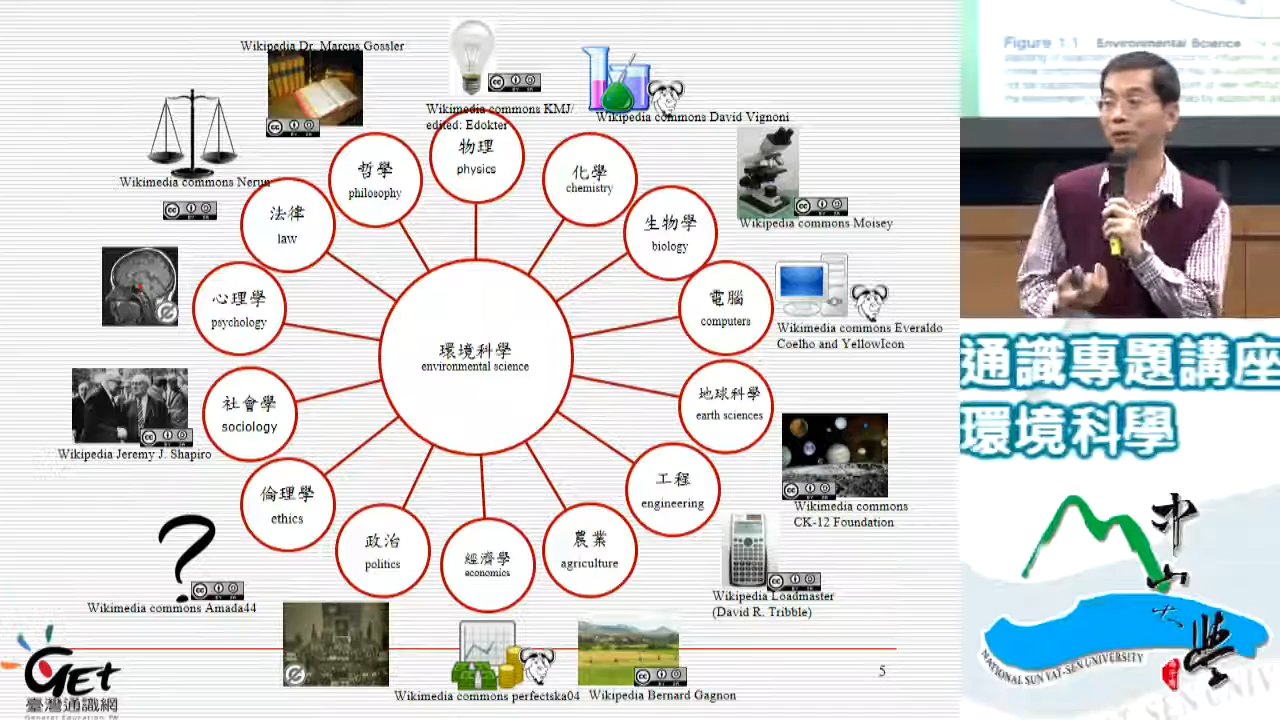 Wikipedia Dr. Marcus Gossler
Wikimedia commons KMJ/
edited: Edokter
Wikimedia commons David Vignoni
Wikimedia commons Nerun
Wikimedia commons Moisey
Wikimedia commons Everaldo
Coelho and YellowIcon
Wikipedia Jeremy J. Shapiro
Wikimedia commons
CK-12 Foundation
Wikipedia Loadmaster
(David R. Tribble)
Wikimedia commons Amada44
Wikimedia commons perfectska04
Wikipedia Bernard Gagnon
物理
physics
化學
chemistry
生物學
biology
電腦
computers
地球科學
earth sciences
工程
engineering
農業
agriculture
經濟學
economics
政治
politics
倫理學
ethics
社會學
sociology
心理學
psychology
法律
law
哲學
philosophy
環境科學
environmental science
5
GET
臺灣通識網
General Education TW
Figure 1.1 Environmental Science
通識專題講座
環境科學
中山大學
NATIONAL SUN YAT-SEN UNIVERSITY